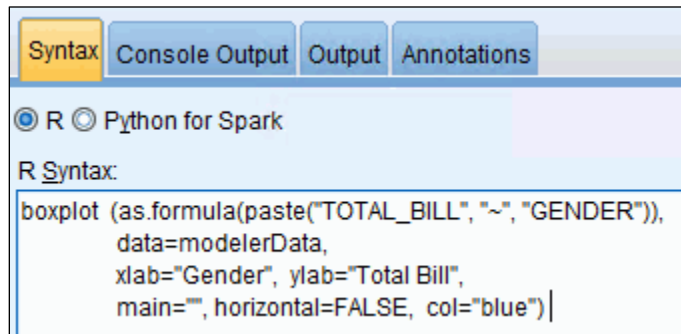 Syntax Console Output Output Annotations
R Python for Spark
R Syntax:
boxplot (as.formula(paste("TOTAL_BILL", "~", "GENDER")),
data=modelerData,
xlab="Gender", ylab="Total Bill",
main="", horizontal=FALSE, col="blue")